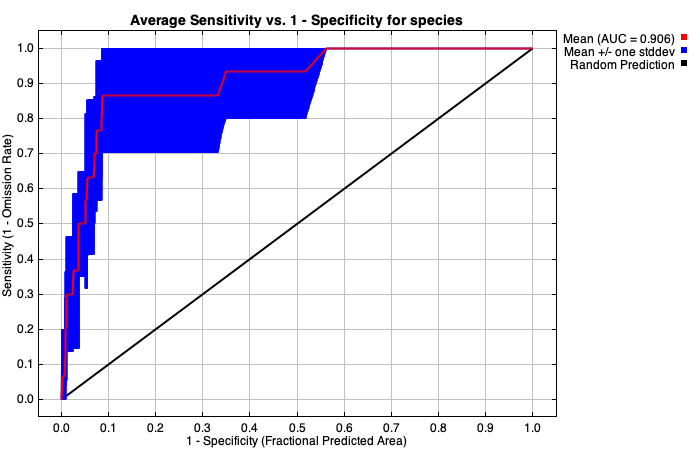 Average Sensitivity vs. 1 - Specificity for species
Mean (AUC = 0.906)
Mean +/- one stddev
Random Prediction
Sensitivity (1 - Omission Rate)
1.0
0.9
0.8
0.7
0.6
0.5
0.4
0.3
0.2
0.1
0.0
0.0 0.1 0.2 0.3 0.4 0.5 0.6 0.7 0.8 0.9 1.0
1 - Specificity (Fractional Predicted Area)